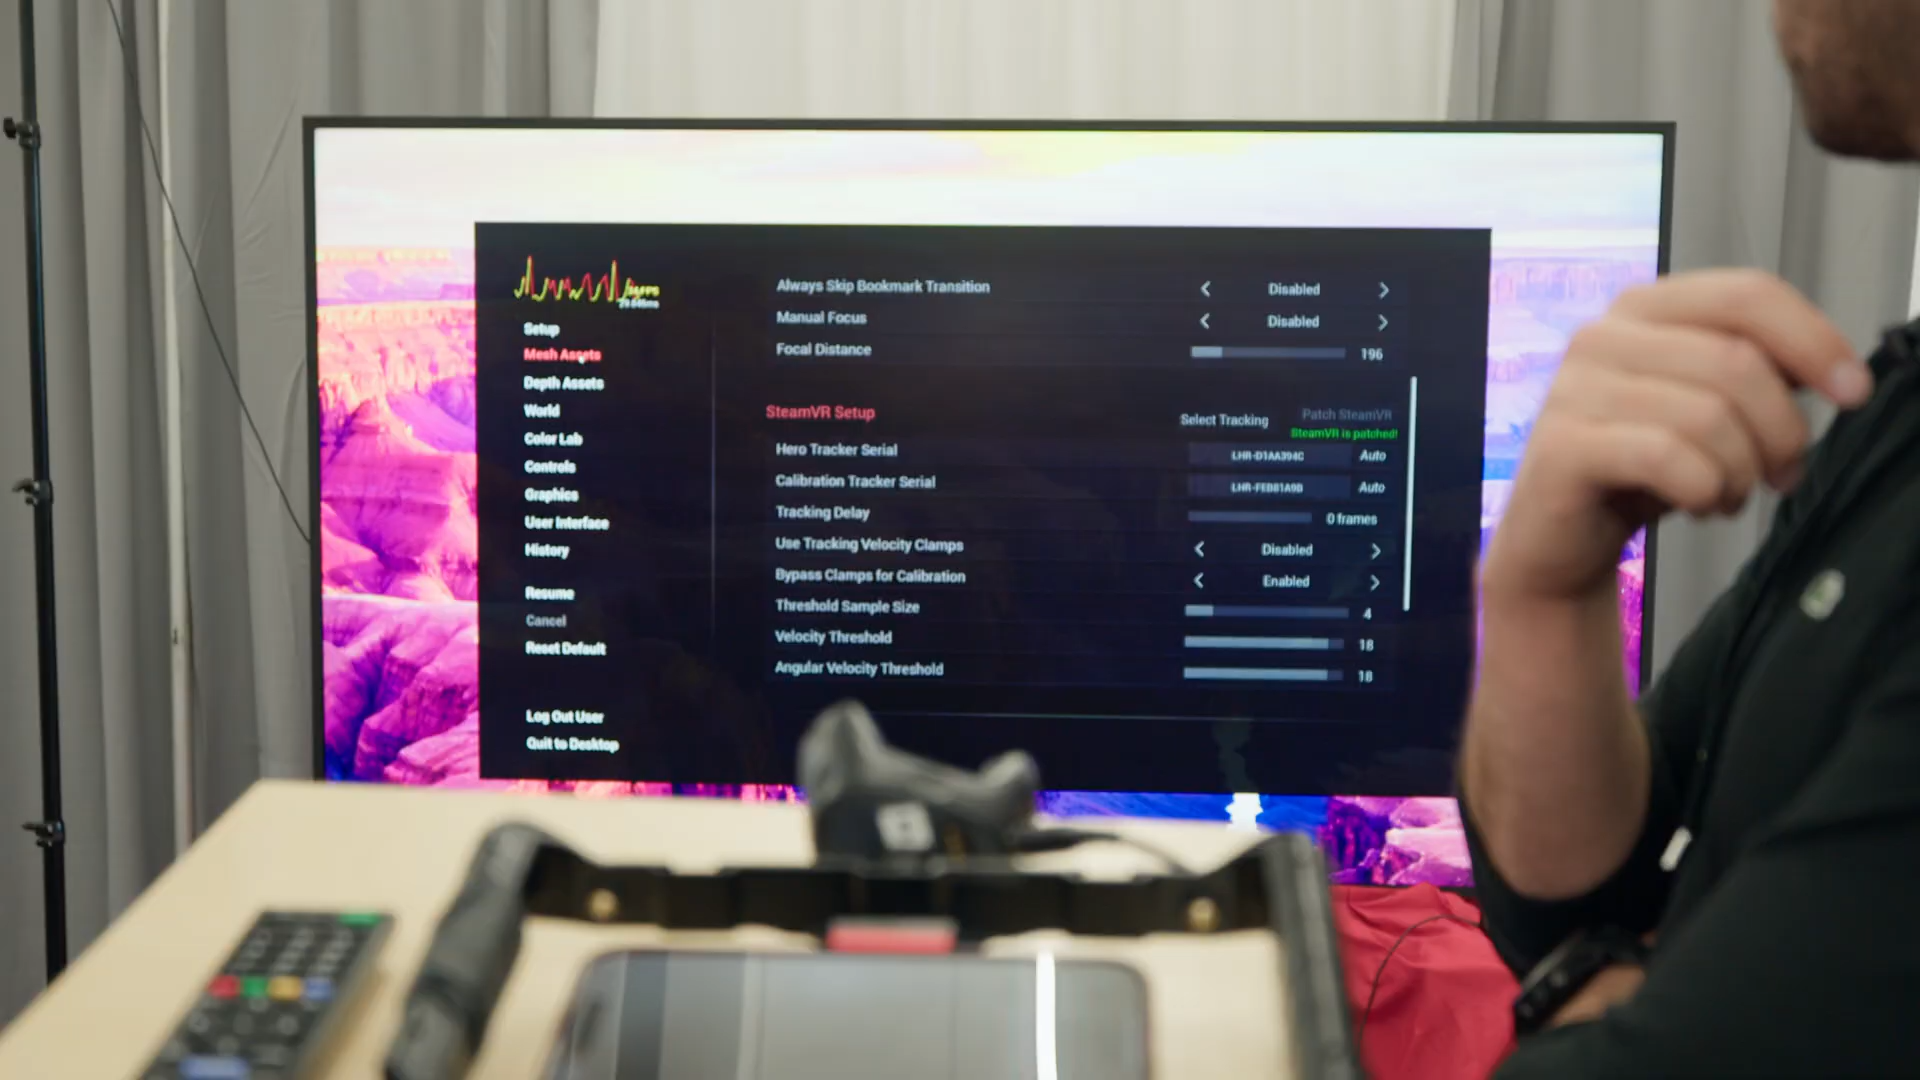 Setup
Mesh Assets
Depth Assets
World
Color Lab
Controls
Graphics
User Interface
History
Resume
Cancel
Reset Default
Log Out User
Quit to Desktop
Always Skip Bookmark Transition Disabled
Manual Focus Disabled
Focal Distance 196
SteamVR Setup Select Tracking Patch SteamVR
SteamVR is patched!
Hero Tracker Serial LHR-D1AA394C Auto
Calibration Tracker Serial LHR-FEB81A9D Auto
Tracking Delay 0 frames
Use Tracking Velocity Clamps Disabled
Bypass Clamps for Calibration Enabled
Threshold Sample Size 4
Velocity Threshold 18
Angular Velocity Threshold 18